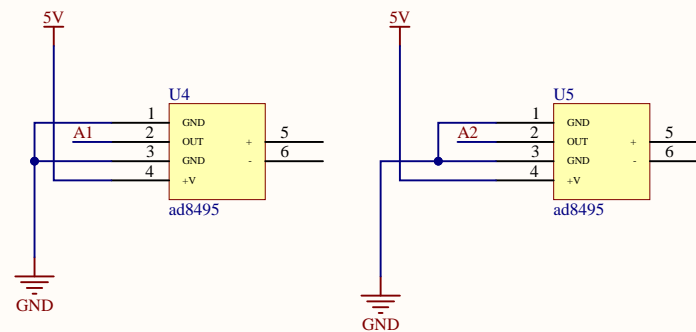 5V
U4
1 GND
A1 2 OUT + 5
3 GND - 6
4 +V
ad8495
GND
5V
U5
1 GND
A2 2 OUT + 5
3 GND - 6
4 +V
ad8495
GND